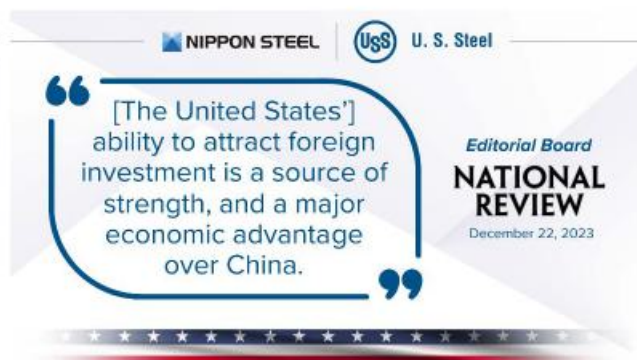 NIPPON STEEL
USS
U. S. Steel
“
[The United States’]
ability to attract foreign
investment is a source of
strength, and a major
economic advantage
over China.
”
Editorial Board
NATIONAL
REVIEW
December 22, 2023